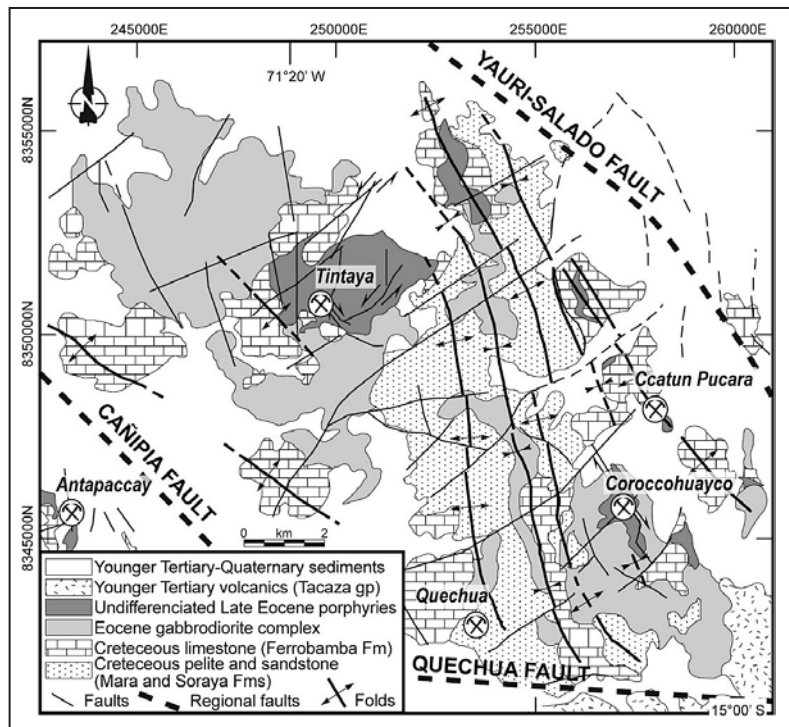 245000E
250000E
255000E
260000E
71°20' W
N
8355000N
8350000N
8345000N
YAURI-SALADO FAULT
Tintaya
Ccatun Pucara
CAÑIPIA FAULT
Antapaccay
Coroccohuayco
0 km 2
Quechua
QUECHUA FAULT
15°00' S
Younger Tertiary-Quaternary sediments
Younger Tertiary volcanics (Tacaza gp)
Undifferenciated Late Eocene porphyries
Eocene gabbrodiorite complex
Creteceous limestone (Ferrobamba Fm)
Creteceous pelite and sandstone
(Mara and Soraya Fms)
Faults
Regional faults
Folds